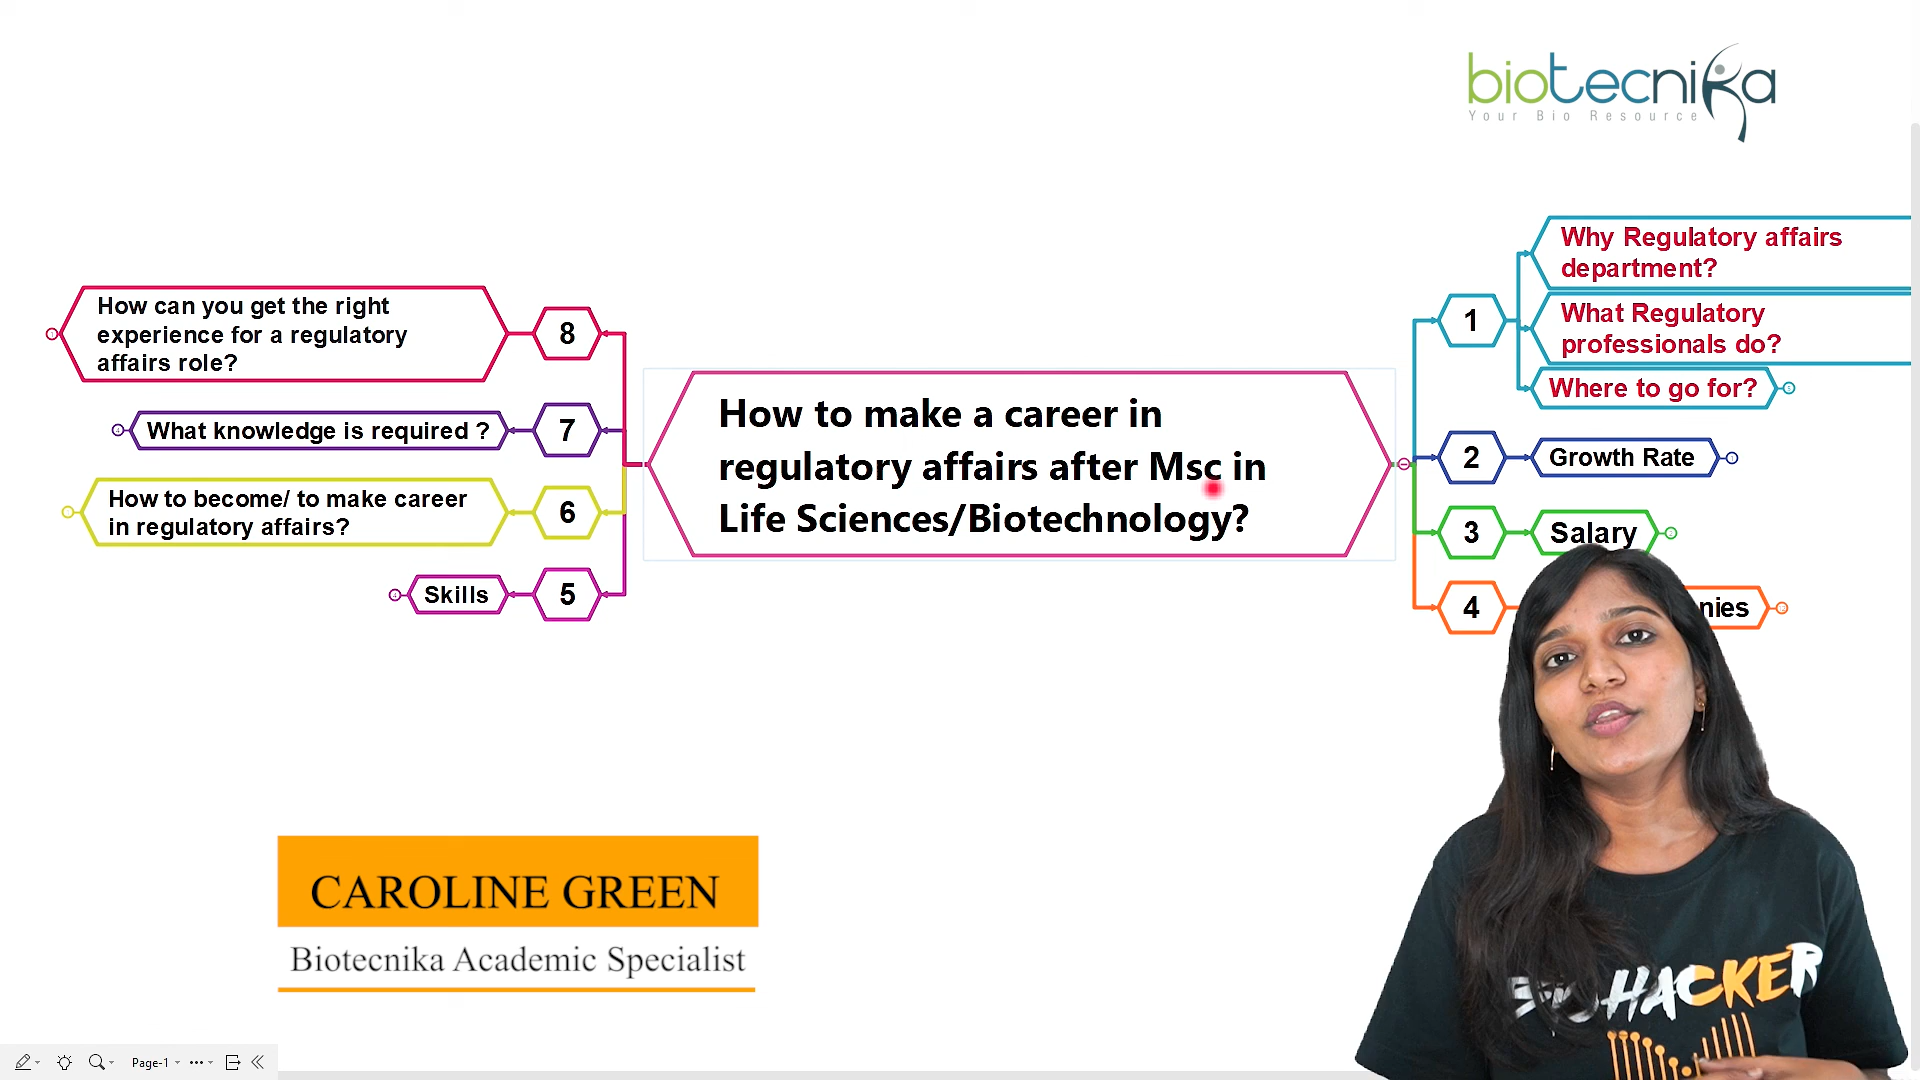 biotecnika
Your Bio Resource
Why Regulatory affairs
department?
What Regulatory
professionals do?
Where to go for?
1
2
Growth Rate
3
Salary
4
nies
How to make a career in
regulatory affairs after Msc in
Life Sciences/Biotechnology?
How can you get the right
experience for a regulatory
affairs role?
8
What knowledge is required ?
7
How to become/ to make career
in regulatory affairs?
6
Skills
5
CAROLINE GREEN
Biotecnika Academic Specialist
HACKER
Page-1